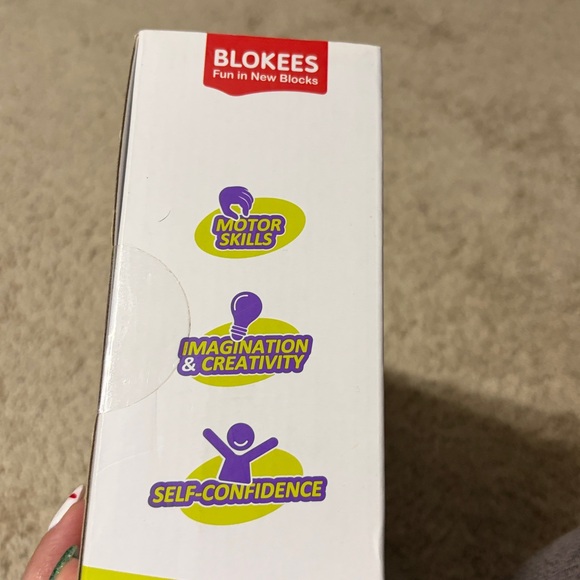 BLOKEES
Fun in New Blocks
MOTOR
SKILLS
IMAGINATION
& CREATIVITY
SELF-CONFIDENCE